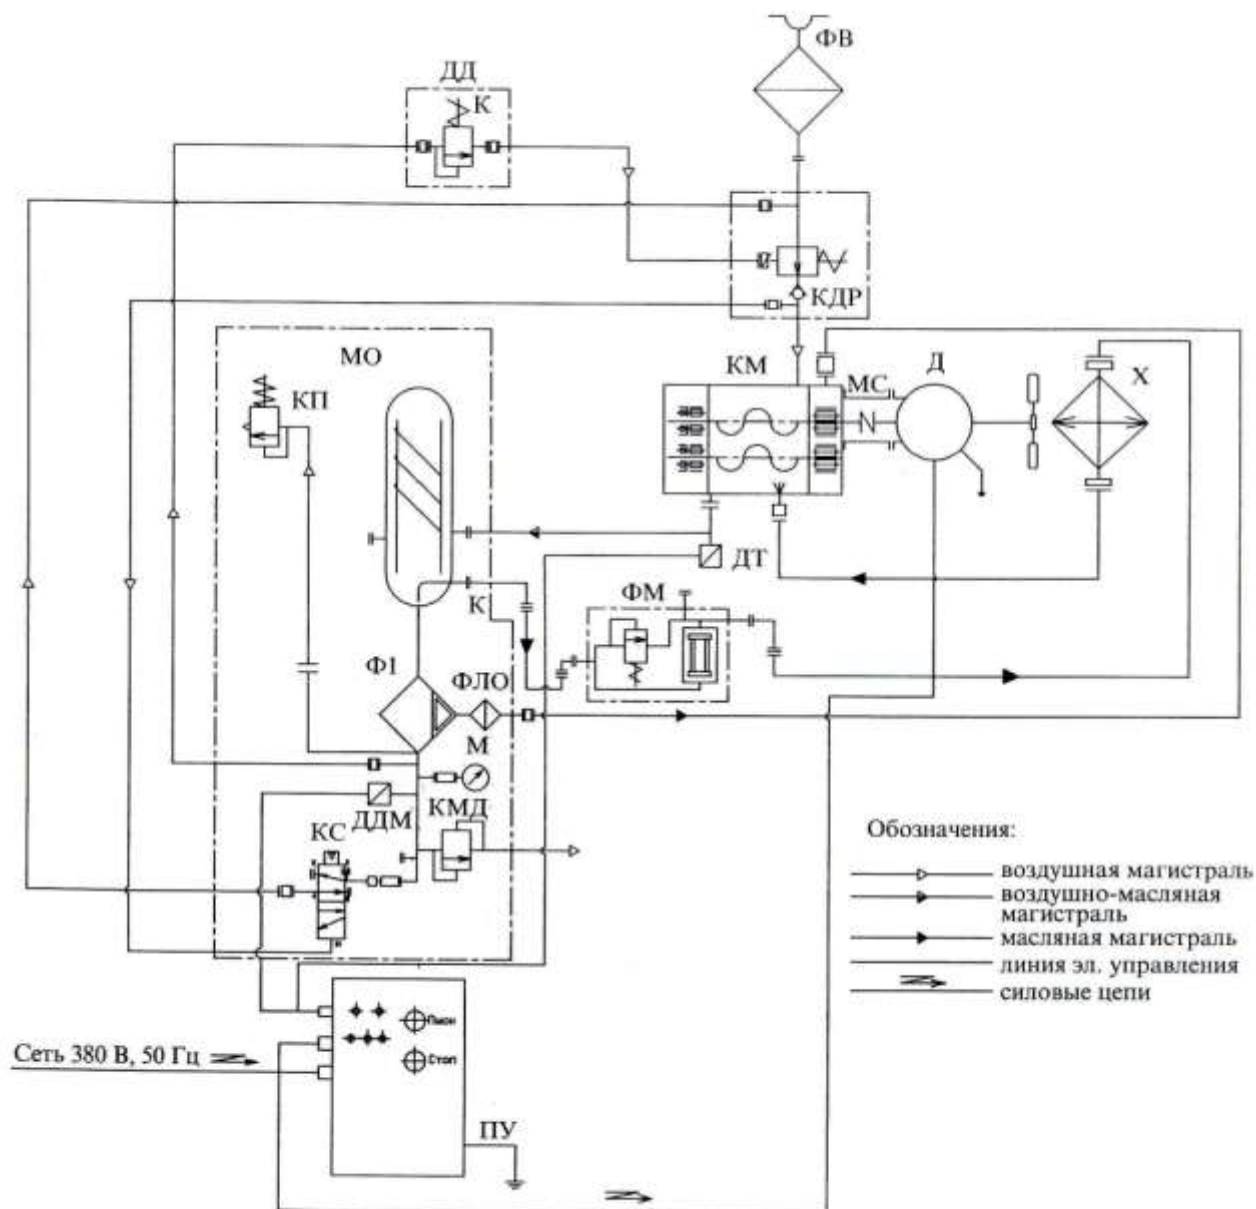 ФВ
ДД
К
КДР
МО
КМ
МС
Д
Х
КП
ДТ
К
ФМ
Ф1
ФЛО
М
ДДМ
КМД
КС
Обозначения:
воздушная магистраль
воздушно-масляная
магистраль
масляная магистраль
линия эл. управления
силовые цепи
Пуск
Стоп
Сеть 380 В, 50 Гц
ПУ